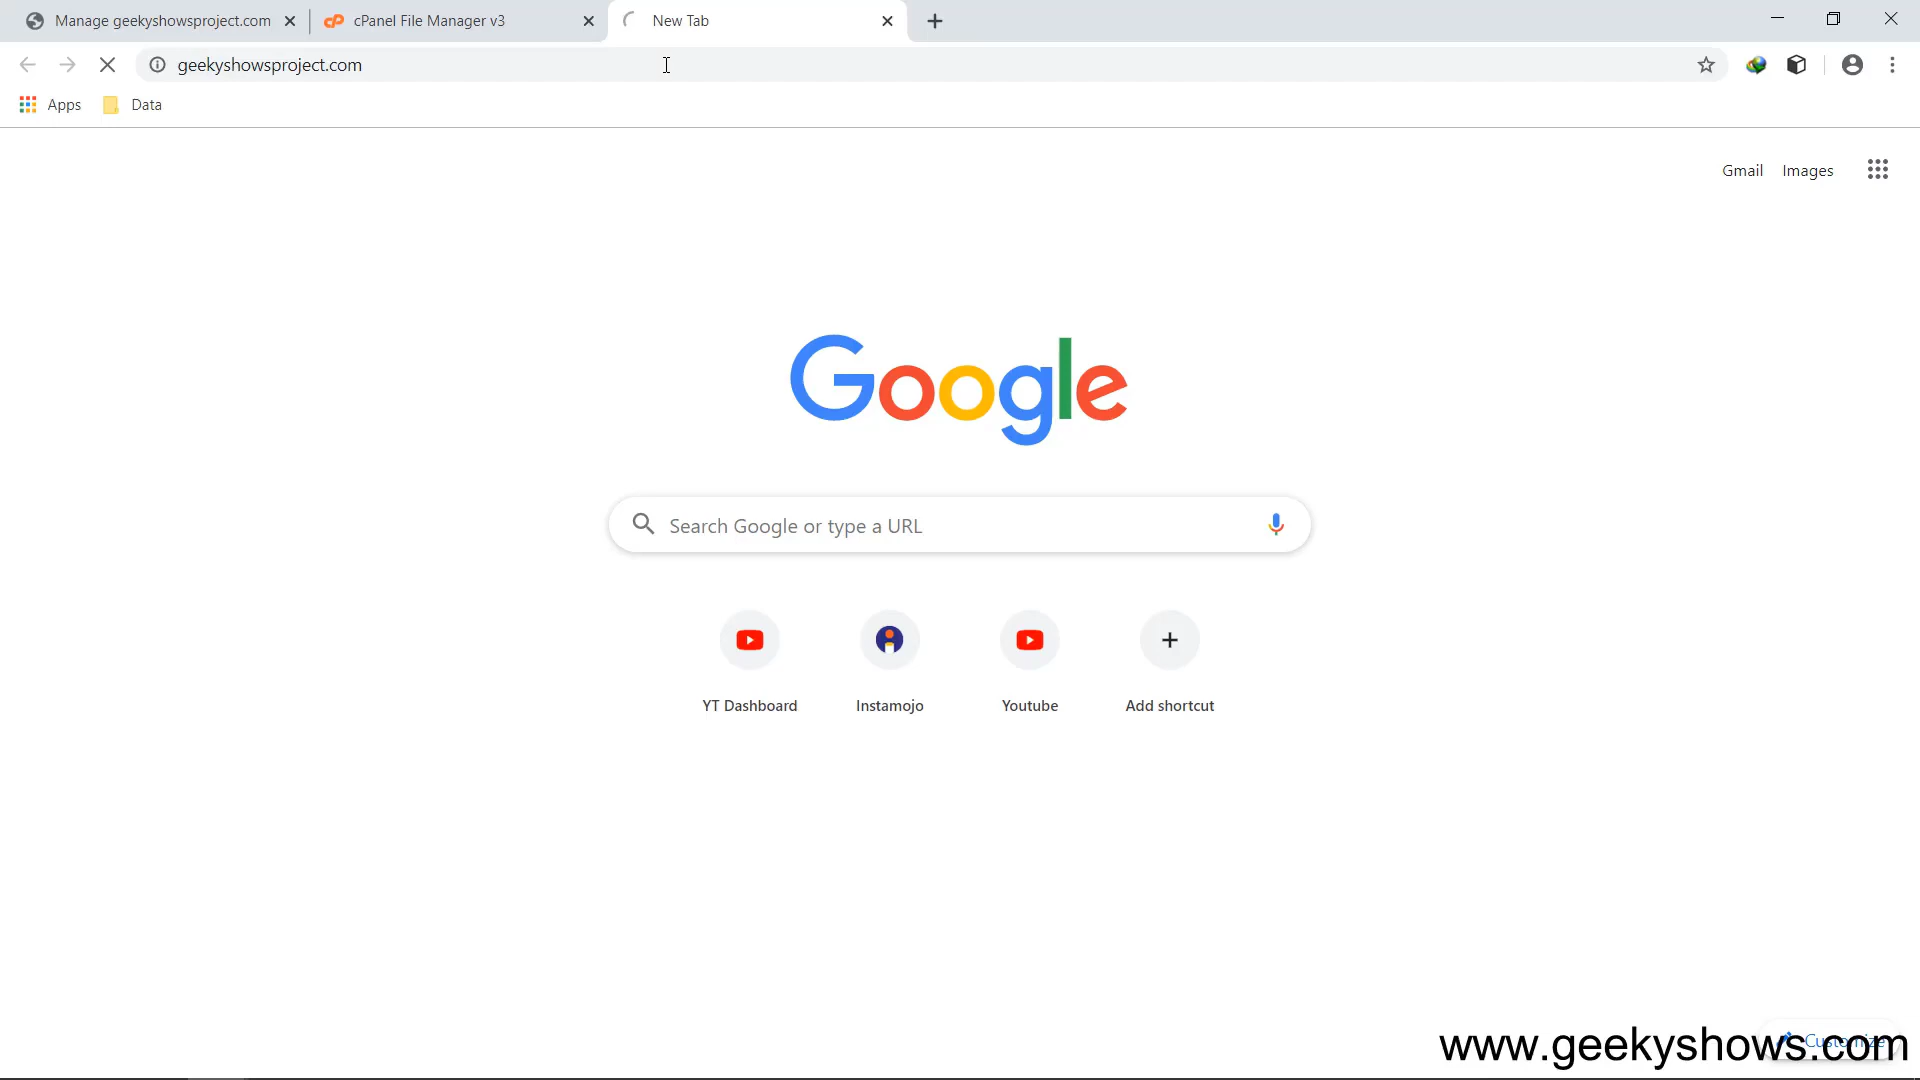 Manage geekyshowsproject.com
cPanel File Manager v3
New Tab
geekyshowsproject.com
Apps
Data
Gmail
Images
Google
Search Google or type a URL
YT Dashboard
Instamojo
Youtube
Add shortcut
Customize
www.geekyshows.com